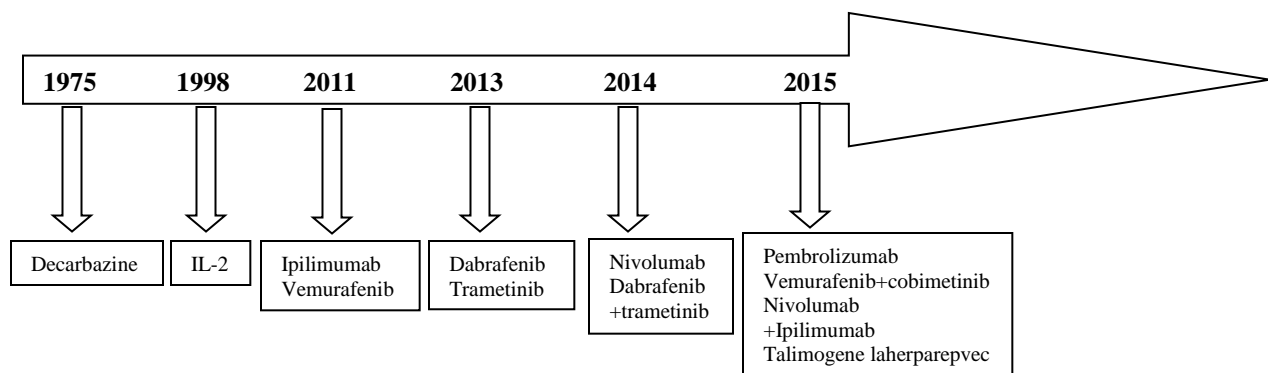 1975 1998 2011 2013 2014 2015
Decarbazine
IL-2
Ipilimumab
Vemurafenib
Dabrafenib
Trametinib
Nivolumab
Dabrafenib
+trametinib
Pembrolizumab
Vemurafenib+cobimetinib
Nivolumab
+Ipilimumab
Talimogene laherparepvec